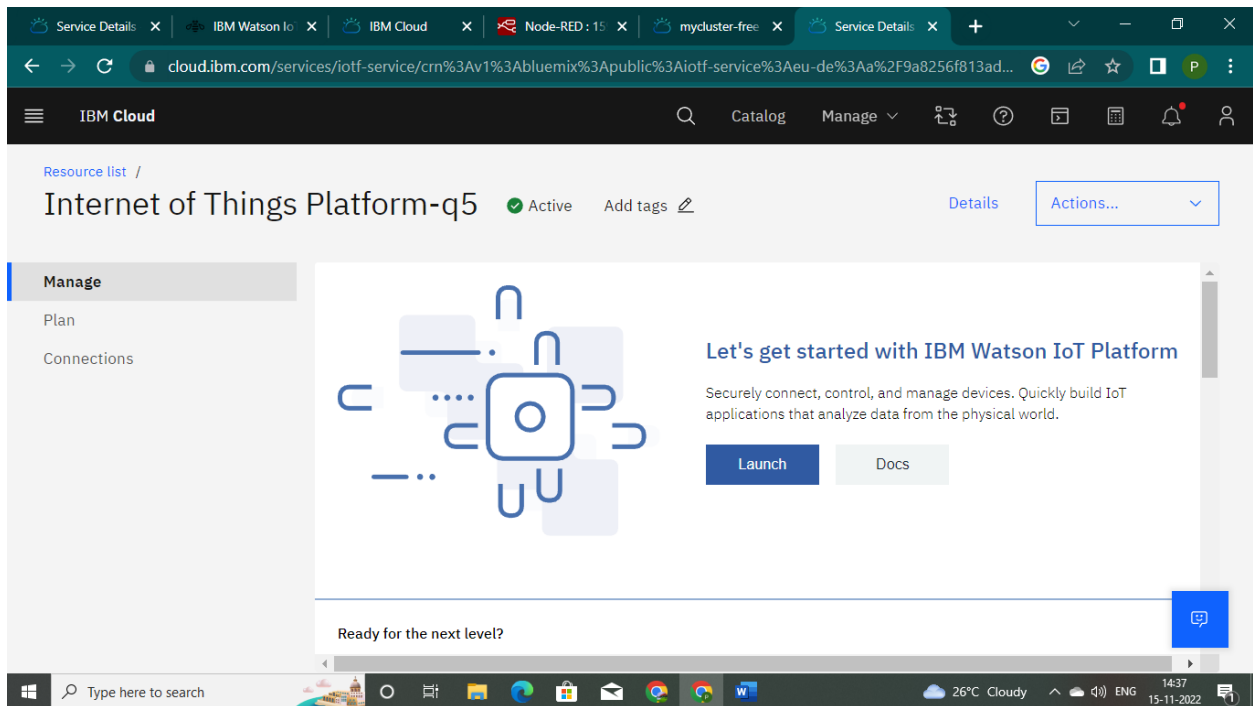 Service Details
IBM Watson Io
IBM Cloud
Node-RED : 15
mycluster-free
Service Details
cloud.ibm.com/services/iotf-service/crn%3Av1%3Abluemix%3Apublic%3Aiotf-service%3Aeu-de%3Aa%2F9a8256f813ad...
G
P
IBM Cloud
Catalog
Manage
Resource list /
Internet of Things Platform-q5
Active
Add tags
Details
Actions...
Manage
Plan
Connections
Let's get started with IBM Watson IoT Platform
Securely connect, control, and manage devices. Quickly build IoT
applications that analyze data from the physical world.
Launch
Docs
Ready for the next level?
Type here to search
W
26°C Cloudy
ENG
14:37
15-11-2022
1